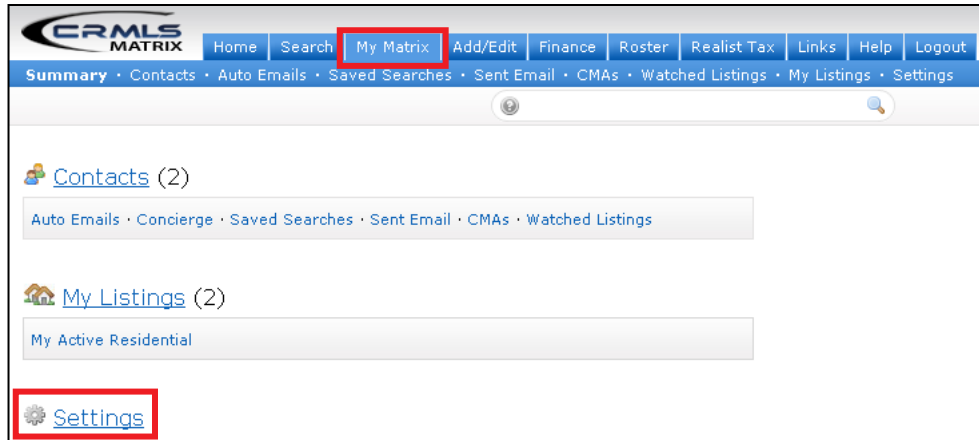 CRMLS
MATRIX
Home Search My Matrix Add/Edit Finance Roster Realist Tax Links Help Logout
Summary · Contacts · Auto Emails · Saved Searches · Sent Email · CMAs · Watched Listings · My Listings · Settings
?
Contacts (2)
Auto Emails · Concierge · Saved Searches · Sent Email · CMAs · Watched Listings
My Listings (2)
My Active Residential
Settings